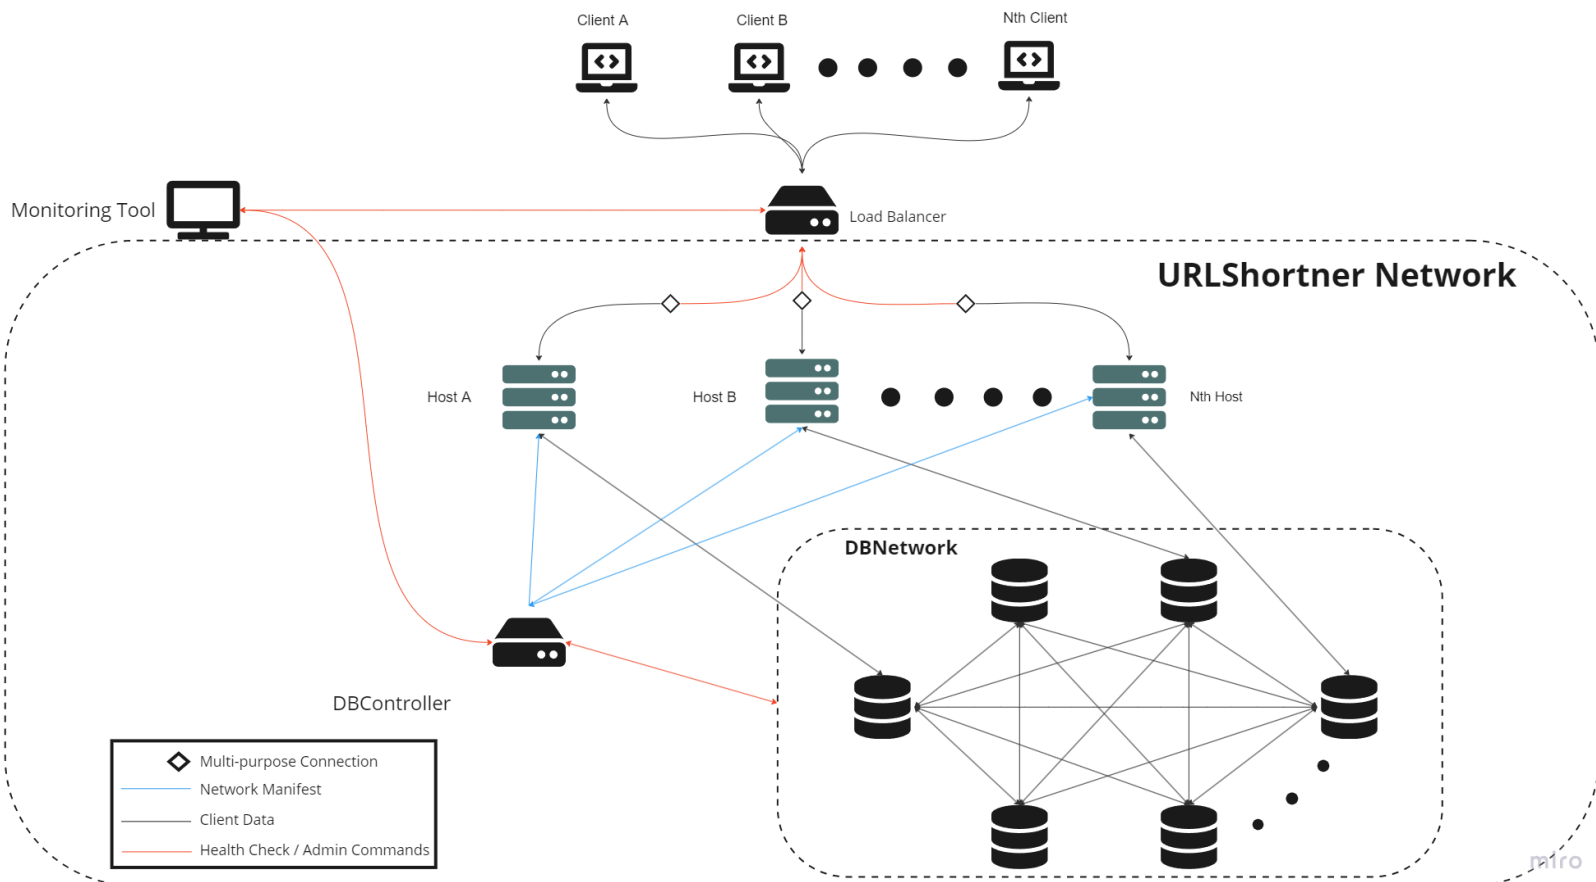 Client A
Client B
Nth Client
Monitoring Tool
Load Balancer
URLShortner Network
Host A
Host B
Nth Host
DBNetwork
DBController
Multi-purpose Connection
Network Manifest
Client Data
Health Check / Admin Commands
miro